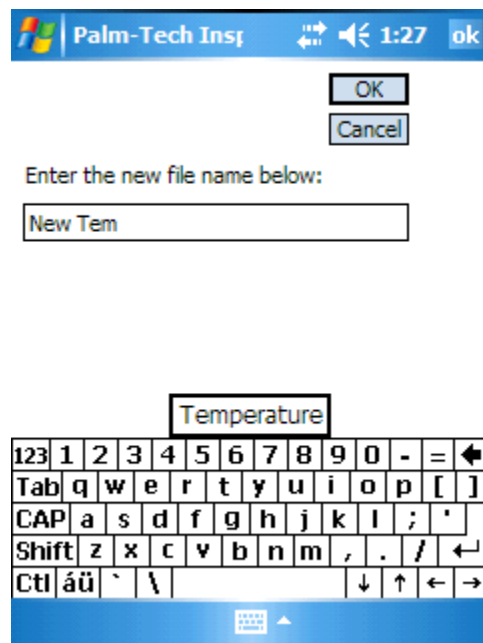 Palm-Tech Insp 1:27 ok
OK
Cancel
Enter the new file name below:
New Tem
Temperature
123 1 2 3 4 5 6 7 8 9 0 - =
Tab q w e r t y u i o p [ ]
CAP a s d f g h j k l ; '
Shift z x c v b n m , . /
Ctl áü ` \